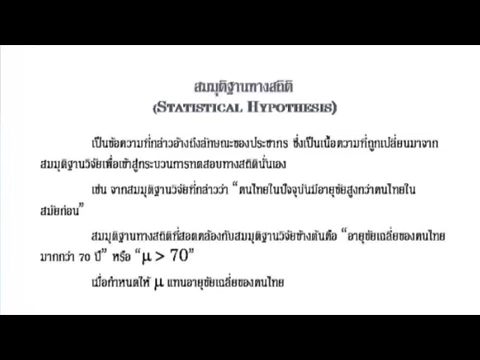 สมมุติฐานทางสถิติ
(STATISTICAL HYPOTHESIS)
เป็นข้อความที่กล่าวอ้างถึงลักษณะของประชากร ซึ่งเป็นเนื้อความที่ถูกเปลี่ยนมาจาก
สมมุติฐานวิจัยเพื่อเข้าสู่กระบวนการทดสอบทางสถิตินั่นเอง
เช่น จากสมมุติฐานวิจัยที่กล่าวว่า “คนไทยในปัจจุบันมีอายุขัยสูงกว่าคนไทยใน
สมัยก่อน”
สมมุติฐานทางสถิติที่สอดคล้องกับสมมุติฐานวิจัยข้างต้นคือ “อายุขัยเฉลี่ยของคนไทย
มากกว่า 70 ปี” หรือ “μ > 70”
เมื่อกำหนดให้ μ แทนอายุขัยเฉลี่ยของคนไทย